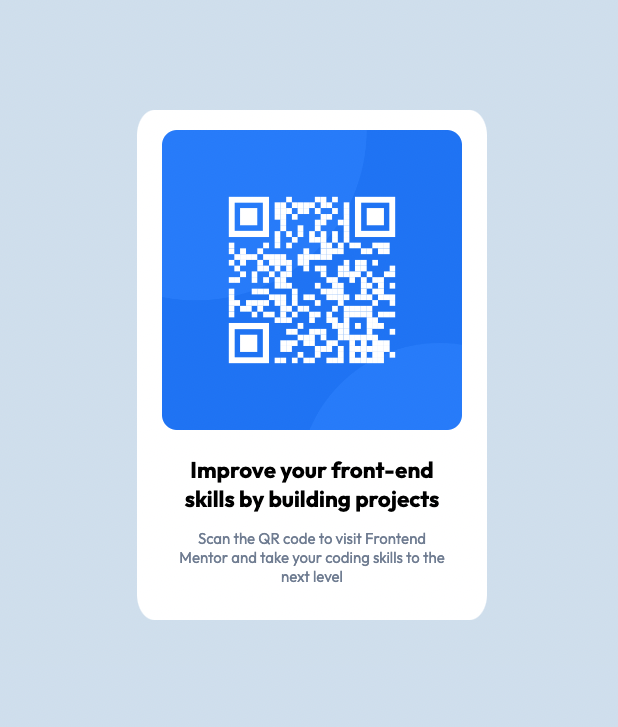 Improve your front-end
skills by building projects
Scan the QR code to visit Frontend
Mentor and take your coding skills to the
next level